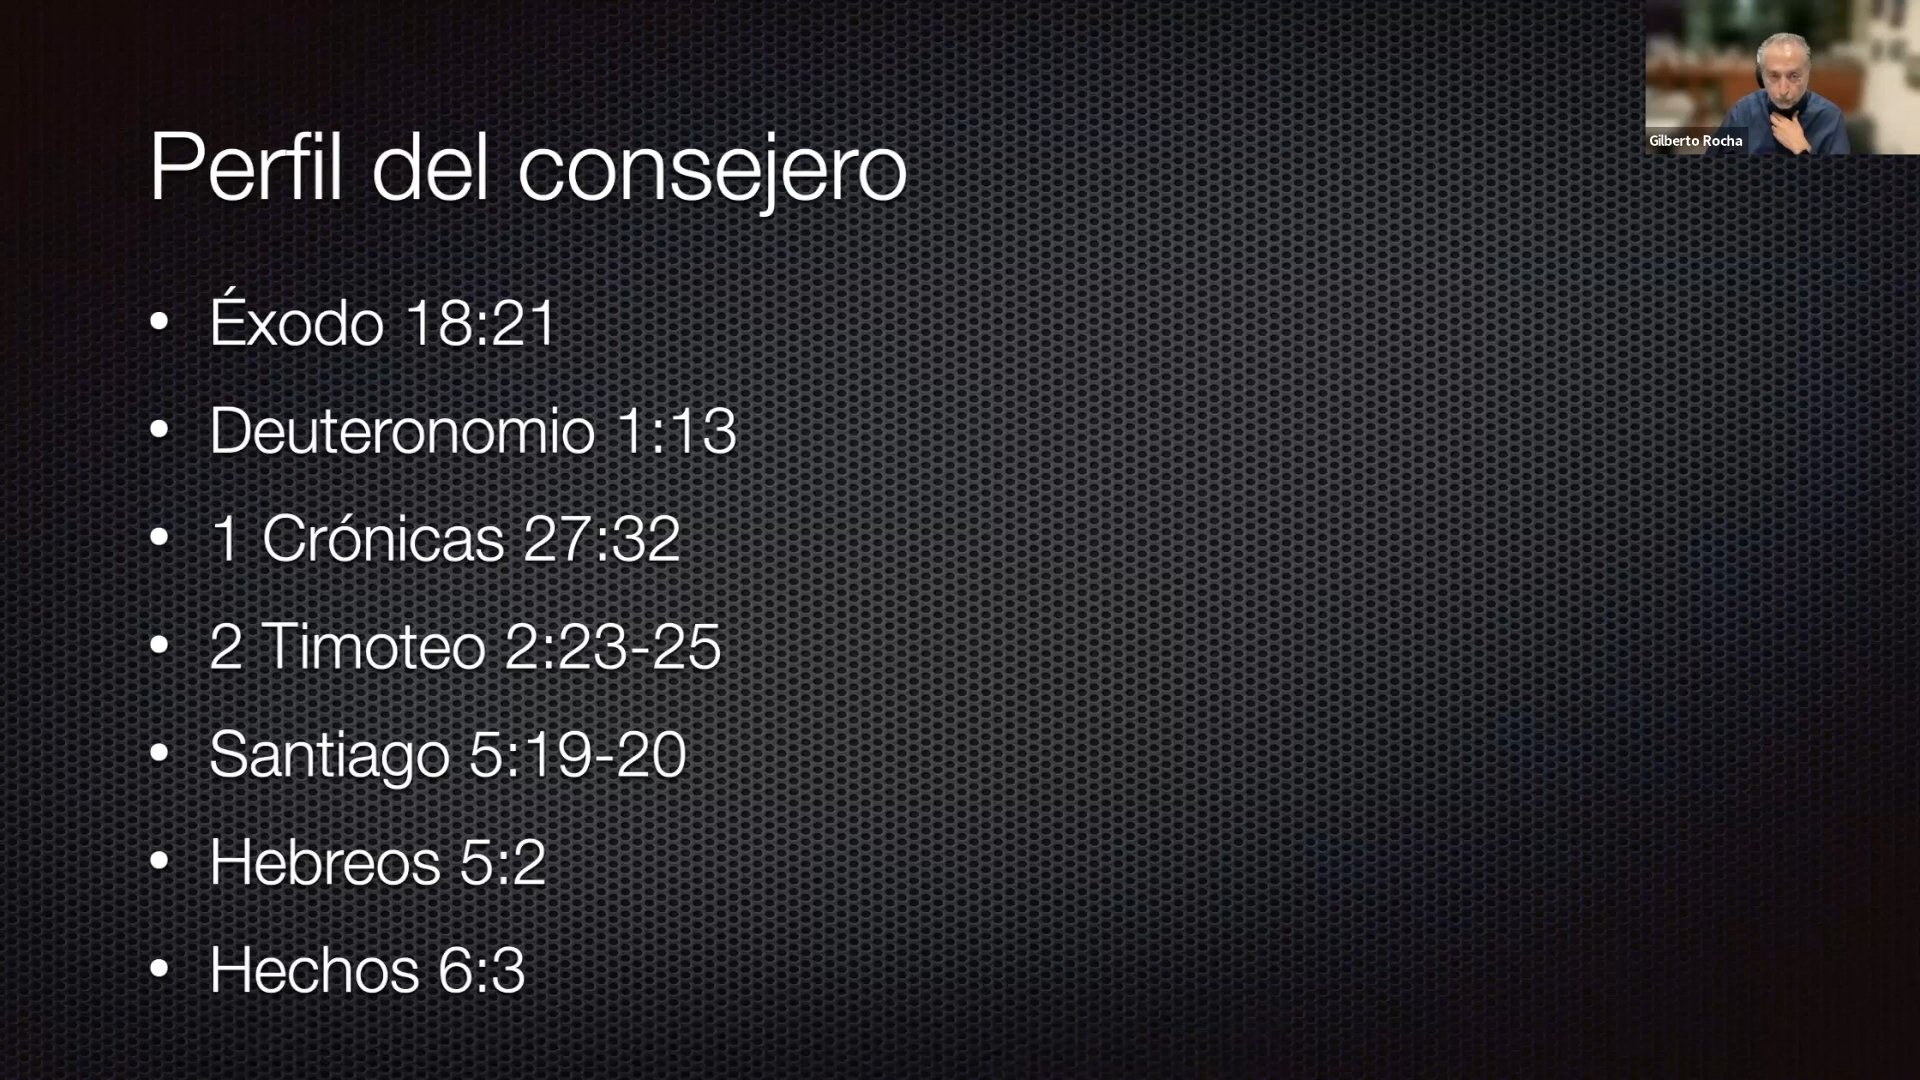 Perfil del consejero
• Éxodo 18:21
• Deuteronomio 1:13
• 1 Crónicas 27:32
• 2 Timoteo 2:23-25
• Santiago 5:19-20
• Hebreos 5:2
• Hechos 6:3
Gilberto Rocha